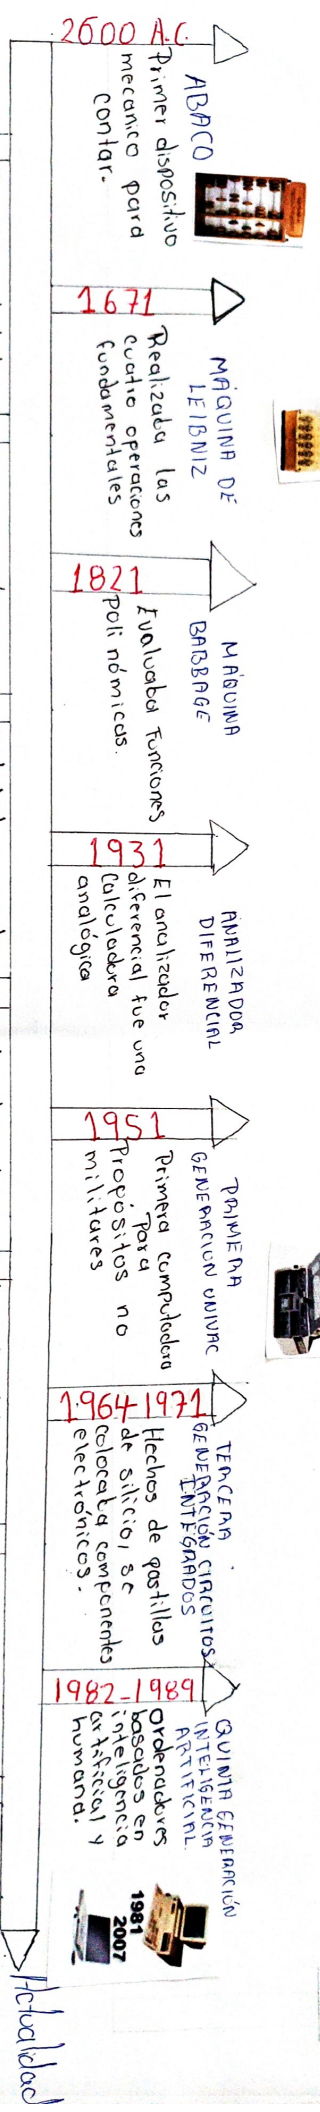 2600 A.C.
ABACO
Primer dispositivo
mecanico para
contar.
1671
MÁQUINA DE
LEIBNIZ
Realizaba las
cuatro operaciones
fundamentales
1821
MÁQUINA
BABBAGE
Evaluaba Funciones
polinómicas.
1931
ANALIZADOR
DIFERENCIAL
El analizador
diferencial fue una
Calculadora
analógica
1951
PRIMERA
GENERACION UNIVAC
Primera computadora
Para
Propósitos no
militares
1964-1971
TERCERA
GENERACIÓN CIRCUITOS
INTEGRADOS
Hechos de pastillas
de silicio, se
colocaba componentes
electrónicos.
1982-1989
QUINTA GENERACIÓN
INTELIGENCIA
ARTIFICIAL.
Ordenadores
basados en
inteligencia
artificial y
humana.
1981
2007
Actualidad